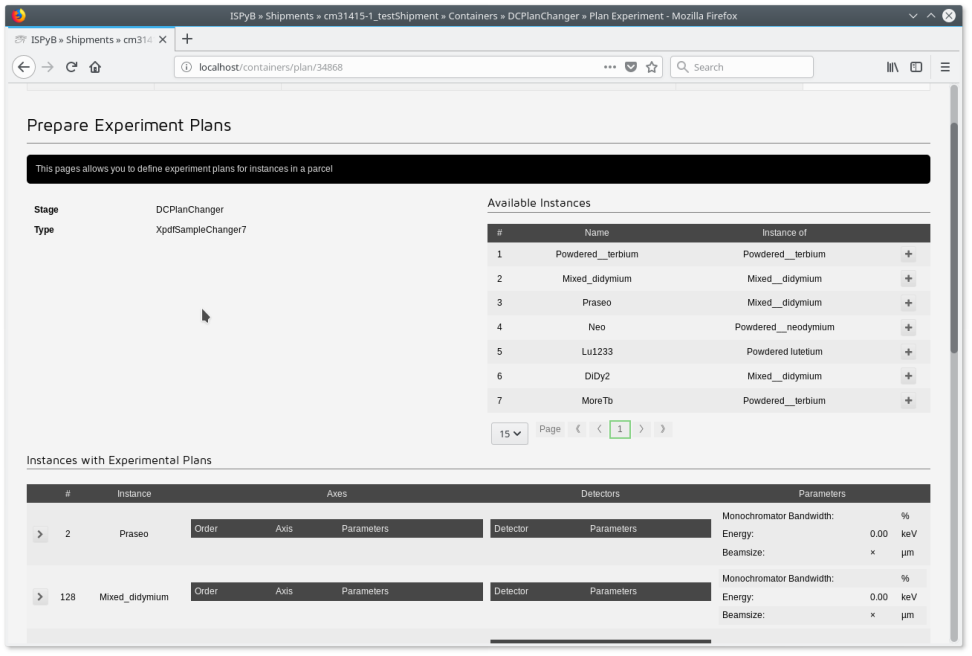 ISPyB » Shipments » cm31415-1_testShipment » Containers » DCPlanChanger » Plan Experiment - Mozilla Firefox
ISPyB » Shipments » cm314
localhost/containers/plan/34868
Search
Prepare Experiment Plans
This pages allows you to define experiment plans for instances in a parcel
Stage DCPlanChanger
Type XpdfSampleChanger7
Available Instances
# Name Instance of
1 Powdered__terbium Powdered__terbium +
2 Mixed_didymium Mixed__didymium +
3 Praseo Mixed__didymium +
4 Neo Powdered__neodymium +
5 Lu1233 Powdered lutetium +
6 DiDy2 Mixed__didymium +
7 MoreTb Powdered__terbium +
15 Page 1
Instances with Experimental Plans
# Instance Axes Detectors Parameters
2 Praseo Order Axis Parameters Detector Parameters
Monochromator Bandwidth: %
Energy: 0.00 keV
Beamsize: × µm
128 Mixed_didymium Order Axis Parameters Detector Parameters
Monochromator Bandwidth: %
Energy: 0.00 keV
Beamsize: × µm